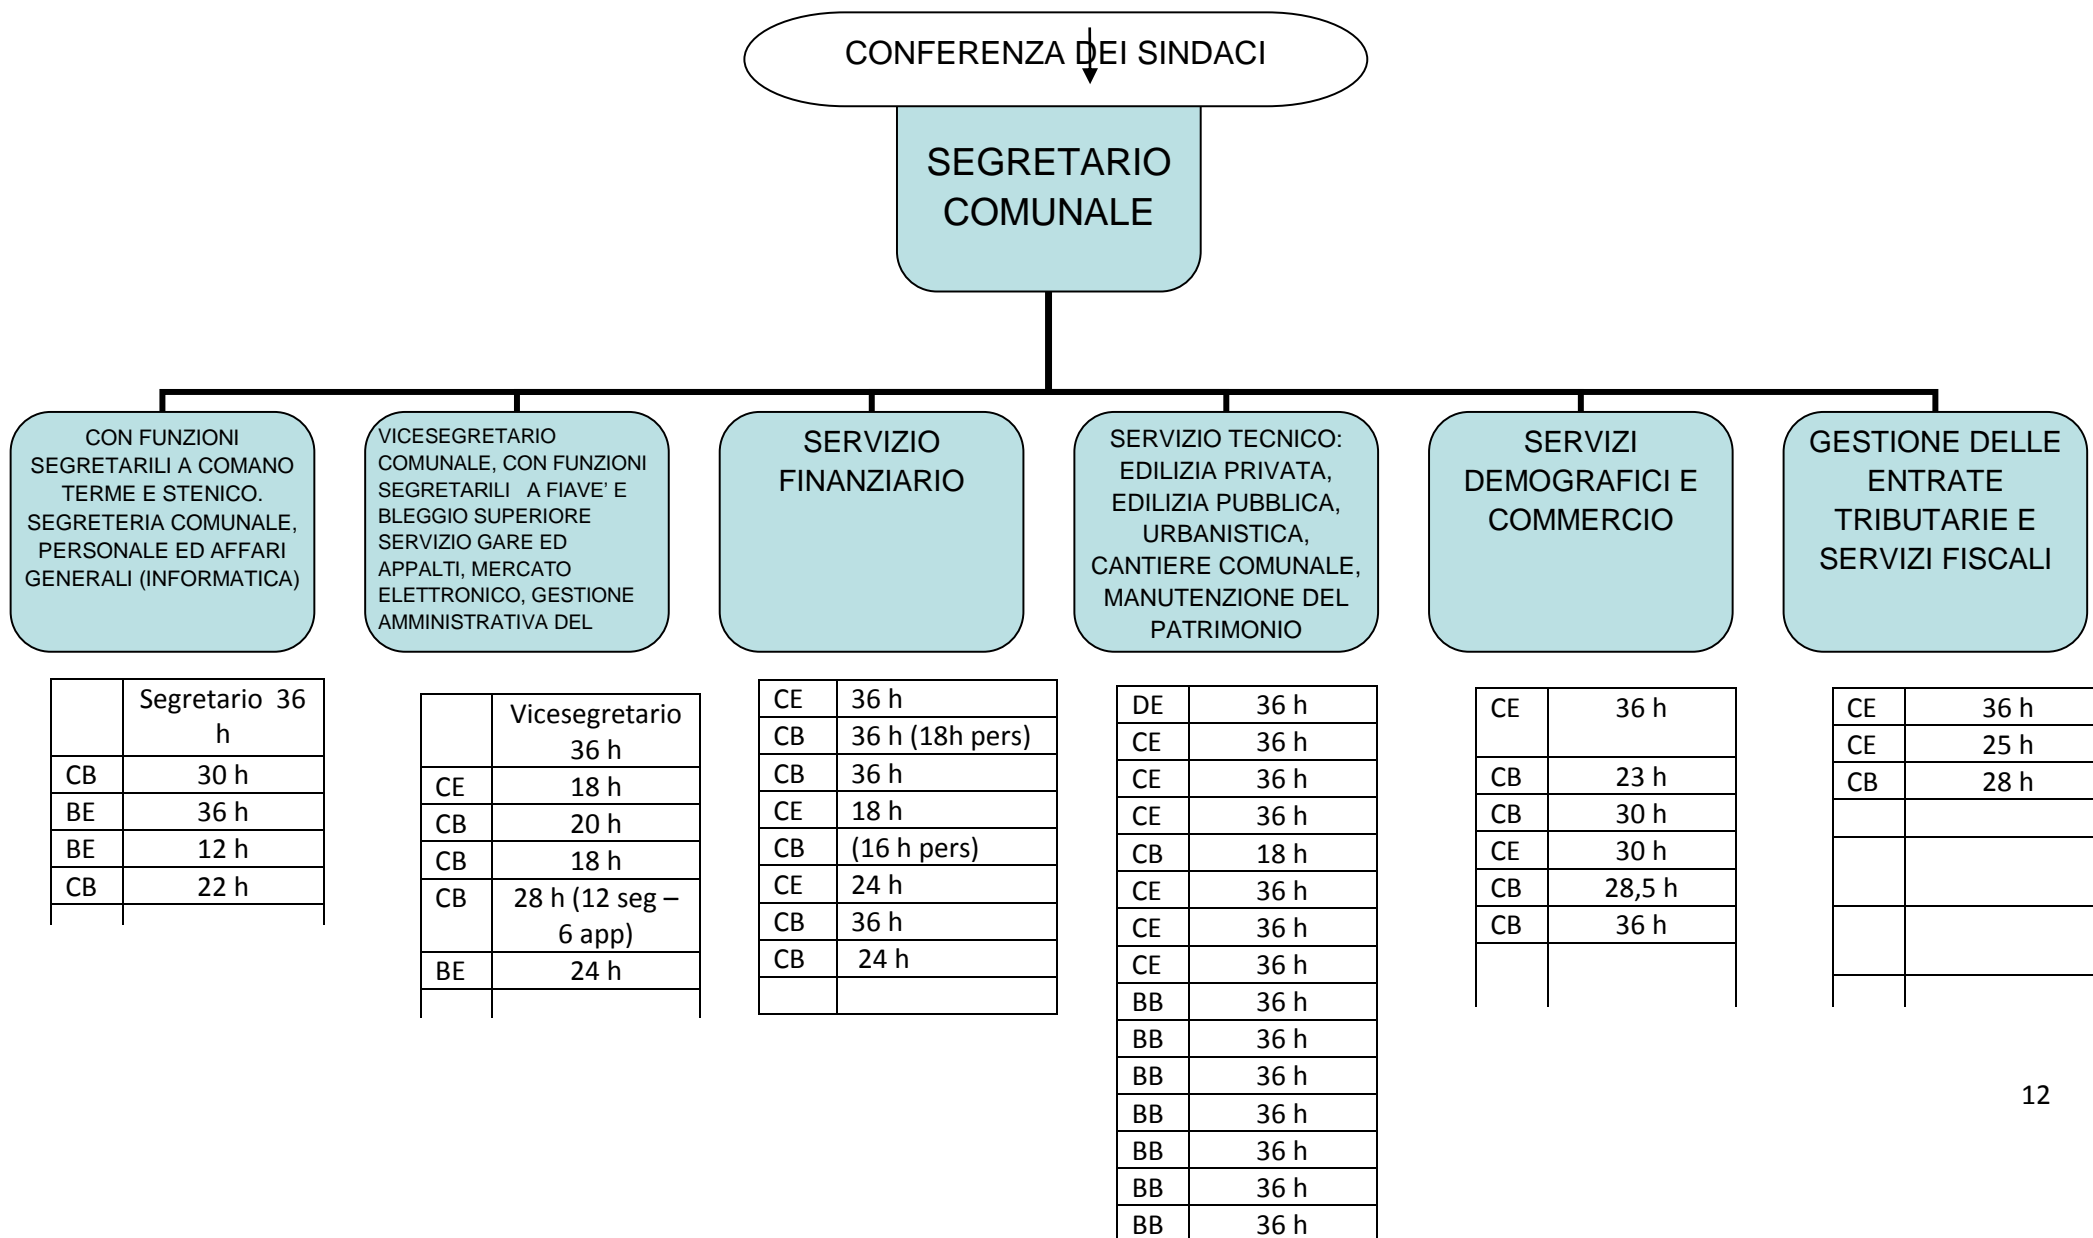 CONFERENZA DEI SINDACI
SEGRETARIO
COMUNALE
CON FUNZIONI
SEGRETARILI A COMANO
TERME E STENICO.
SEGRETERIA COMUNALE,
PERSONALE ED AFFARI
GENERALI (INFORMATICA)
VICESEGRETARIO
COMUNALE, CON FUNZIONI
SEGRETARILI A FIAVE' E
BLEGGIO SUPERIORE
SERVIZIO GARE ED
APPALTI, MERCATO
ELETTRONICO, GESTIONE
AMMINISTRATIVA DEL
SERVIZIO
FINANZIARIO
SERVIZIO TECNICO:
EDILIZIA PRIVATA,
EDILIZIA PUBBLICA,
URBANISTICA,
CANTIERE COMUNALE,
MANUTENZIONE DEL
PATRIMONIO
SERVIZI
DEMOGRAFICI E
COMMERCIO
GESTIONE DELLE
ENTRATE
TRIBUTARIE E
SERVIZI FISCALI
Segretario 36
h
CB 30 h
BE 36 h
BE 12 h
CB 22 h
Vicesegretario
36 h
CE 18 h
CB 20 h
CB 18 h
CB 28 h (12 seg –
6 app)
BE 24 h
CE 36 h
CB 36 h (18h pers)
CB 36 h
CE 18 h
CB (16 h pers)
CE 24 h
CB 36 h
CB 24 h
DE 36 h
CE 36 h
CE 36 h
CE 36 h
CB 18 h
CE 36 h
CE 36 h
CE 36 h
BB 36 h
BB 36 h
BB 36 h
BB 36 h
BB 36 h
BB 36 h
BB 36 h
CE 36 h
CB 23 h
CB 30 h
CE 30 h
CB 28,5 h
CB 36 h
CE 36 h
CE 25 h
CB 28 h
12